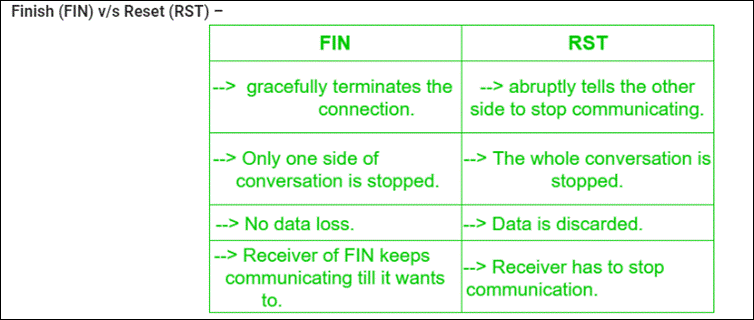 Finish (FIN) v/s Reset (RST) –
FIN
RST
--> gracefully terminates the
connection.
--> abruptly tells the other
side to stop communicating.
--> Only one side of
conversation is stopped.
--> The whole conversation is
stopped.
--> No data loss.
--> Data is discarded.
--> Receiver of FIN keeps
communicating till it wants
to.
--> Receiver has to stop
communication.